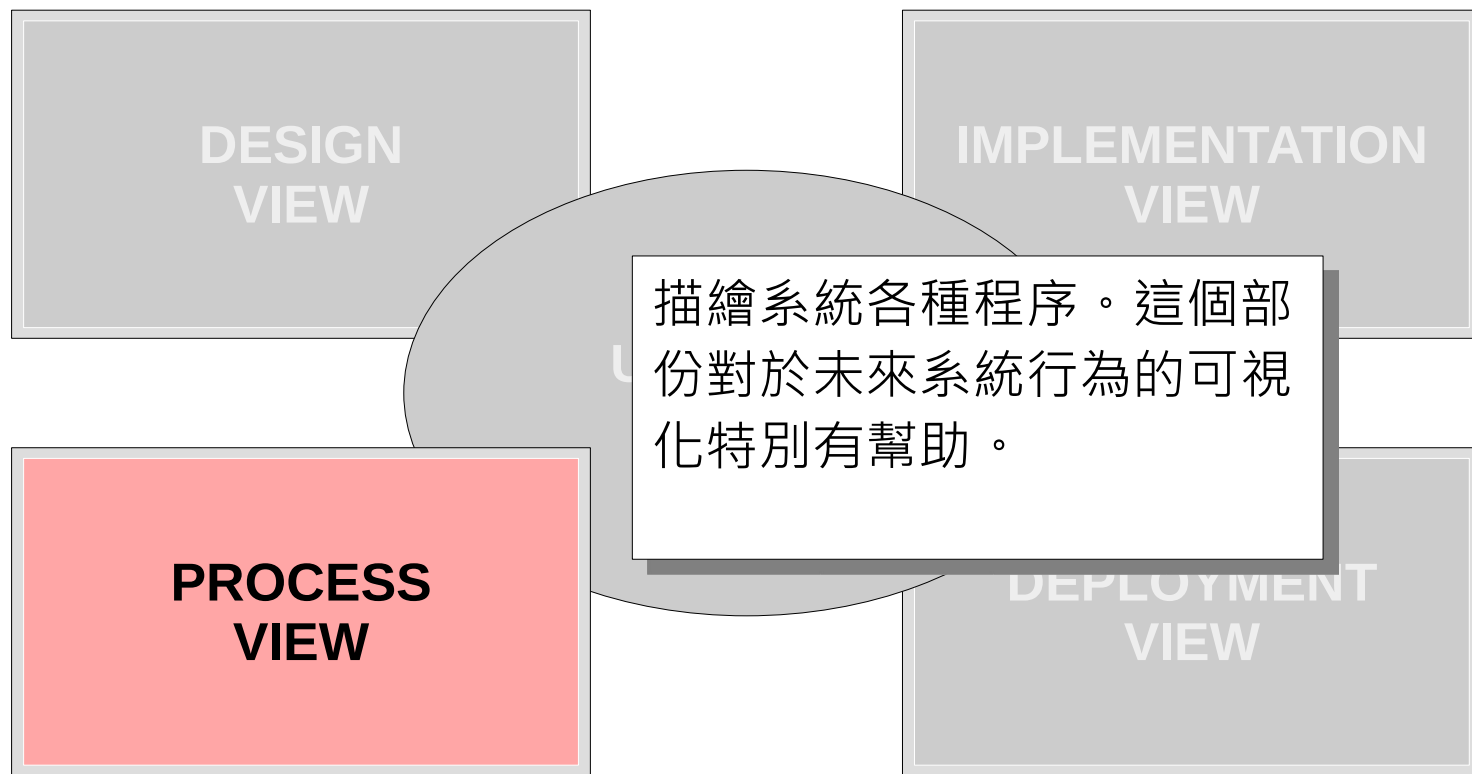 DESIGN
VIEW
IMPLEMENTATION
VIEW
描繪系統各種程序。這個部
份對於未來系統行為的可視
化特別有幫助。
PROCESS
VIEW
DEPLOYMENT
VIEW